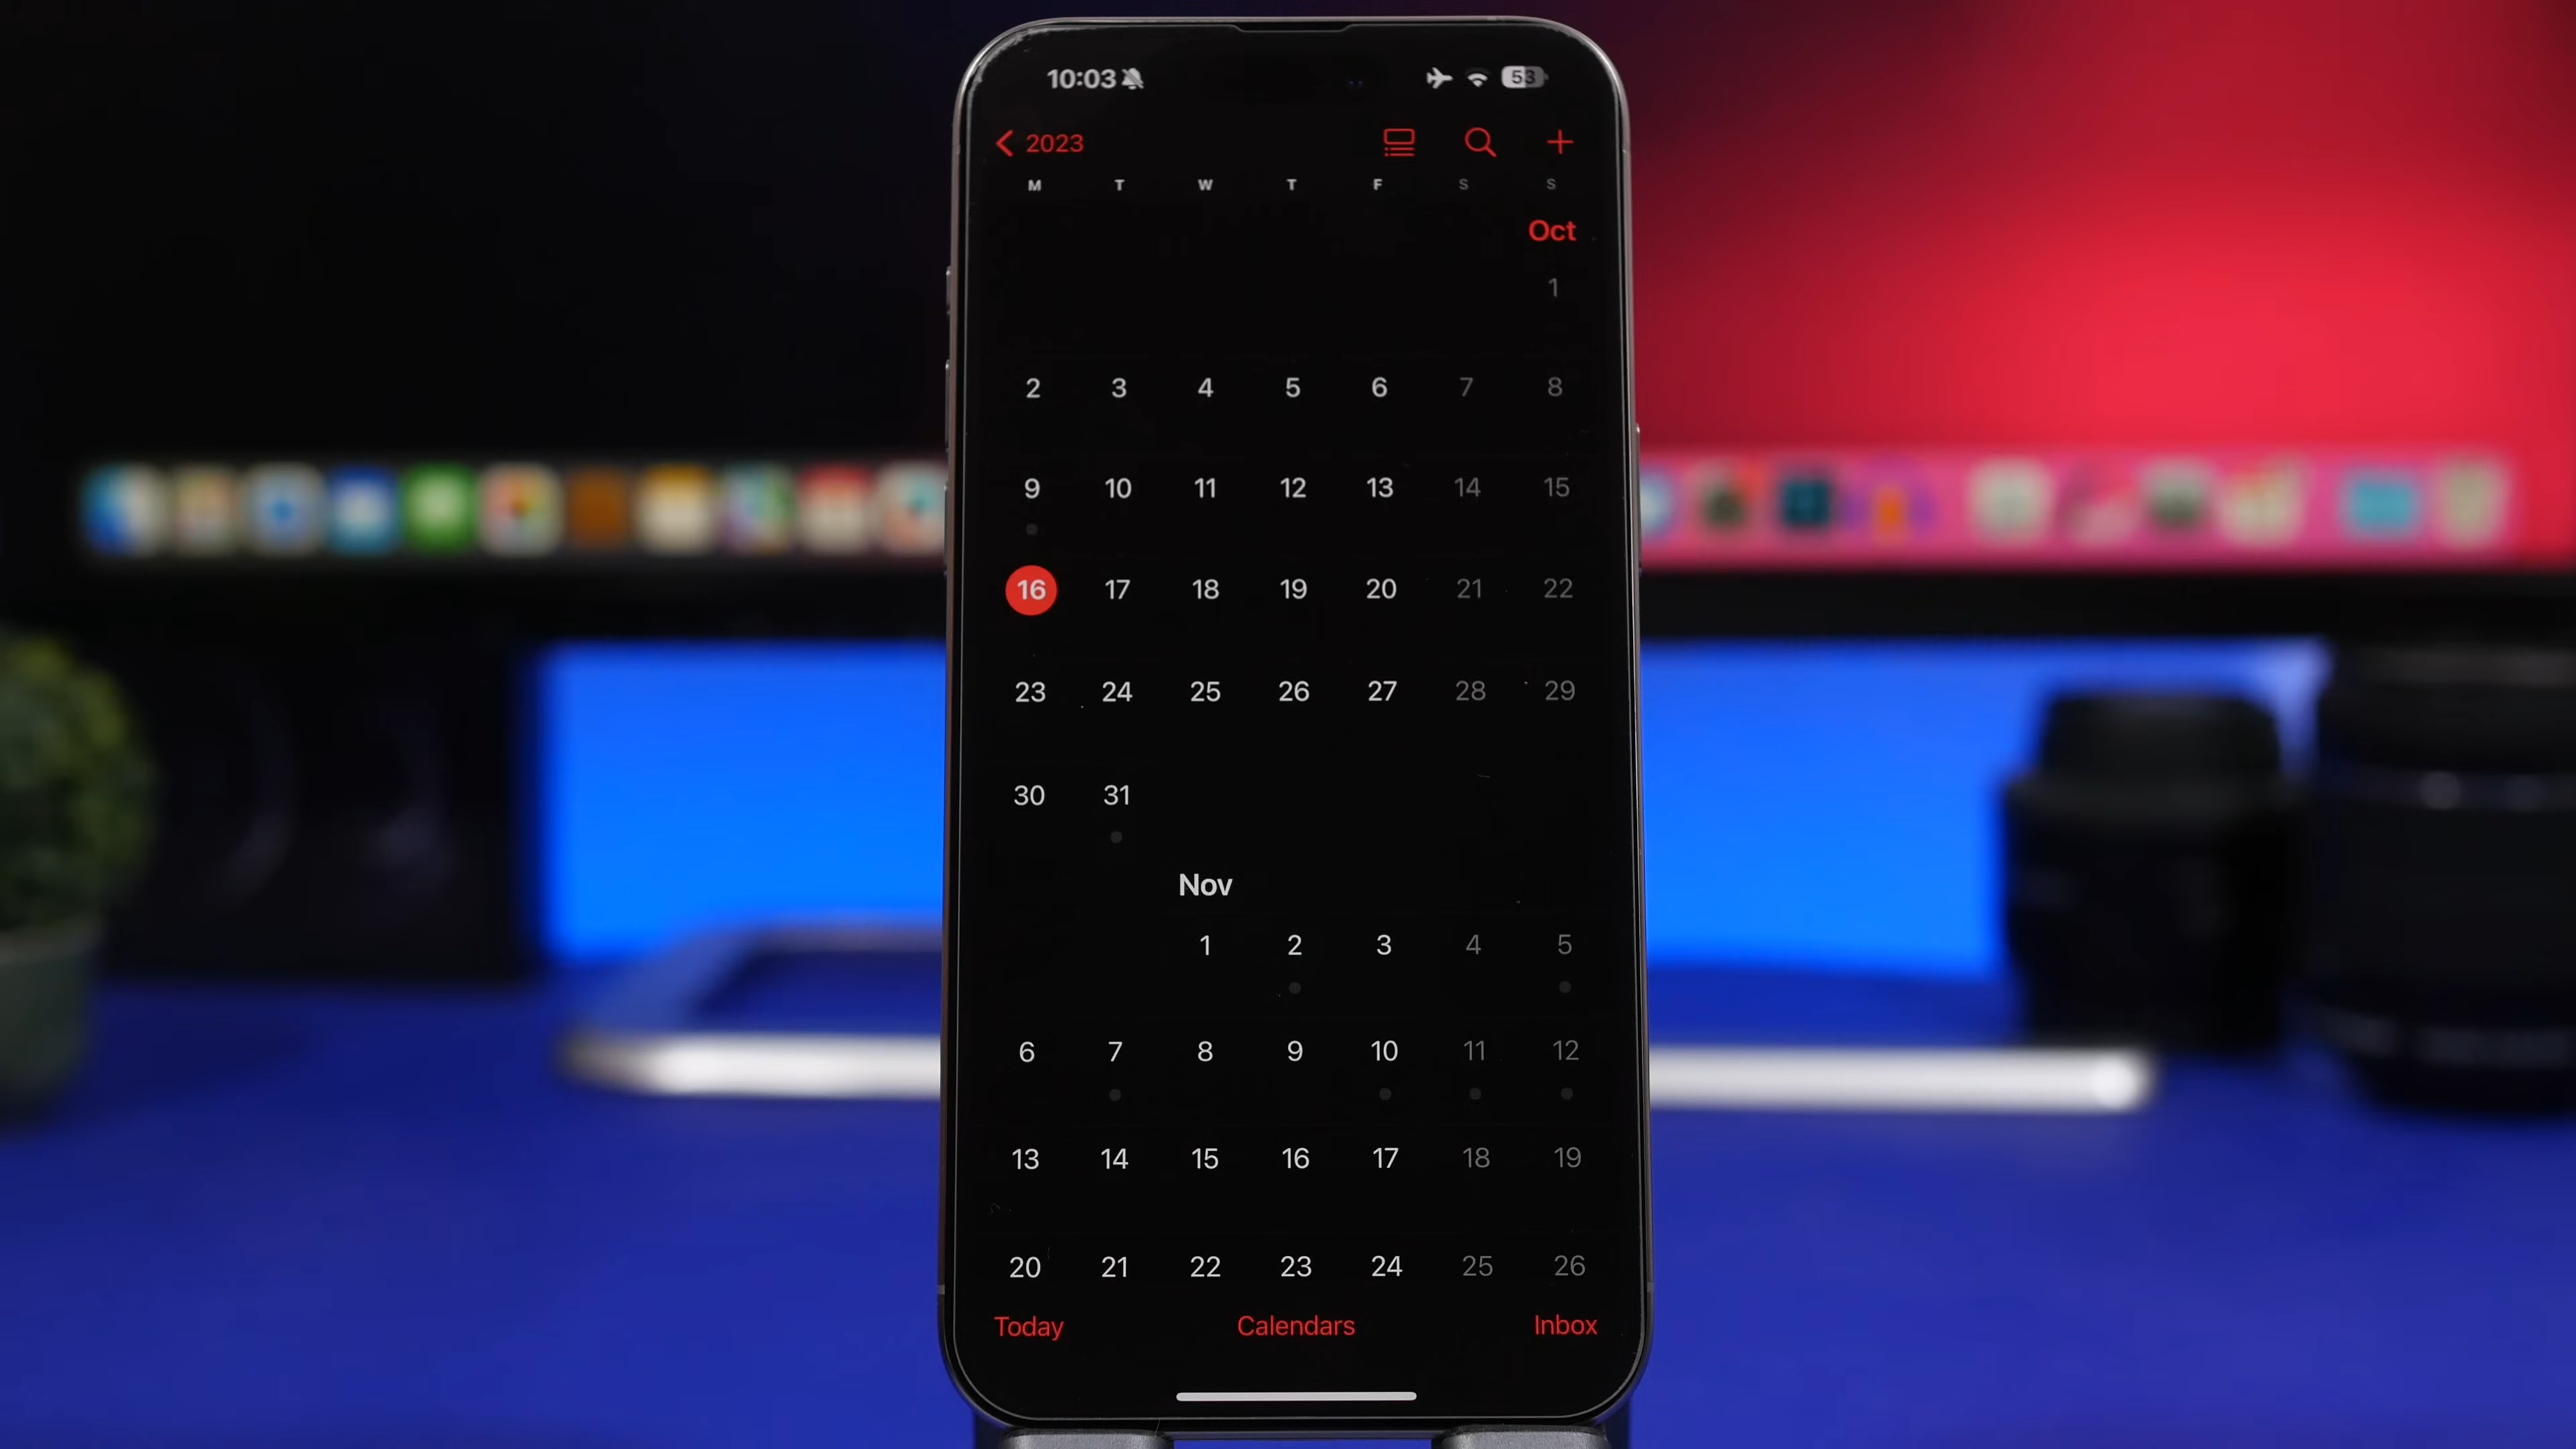 10:03 53
2023
M T W T F S S
Oct
1
2 3 4 5 6 7 8
9 10 11 12 13 14 15
16 17 18 19 20 21 22
23 24 25 26 27 28 29
30 31
Nov
1 2 3 4 5
6 7 8 9 10 11 12
13 14 15 16 17 18 19
20 21 22 23 24 25 26
Today Calendars Inbox